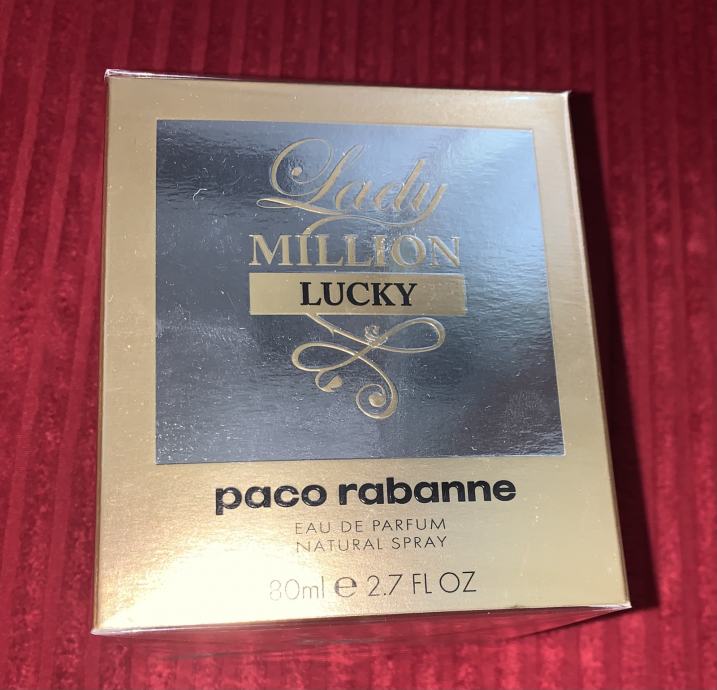 Lady
MILLION
LUCKY
paco rabanne
EAU DE PARFUM
NATURAL SPRAY
80ml ℮ 2.7 FL OZ